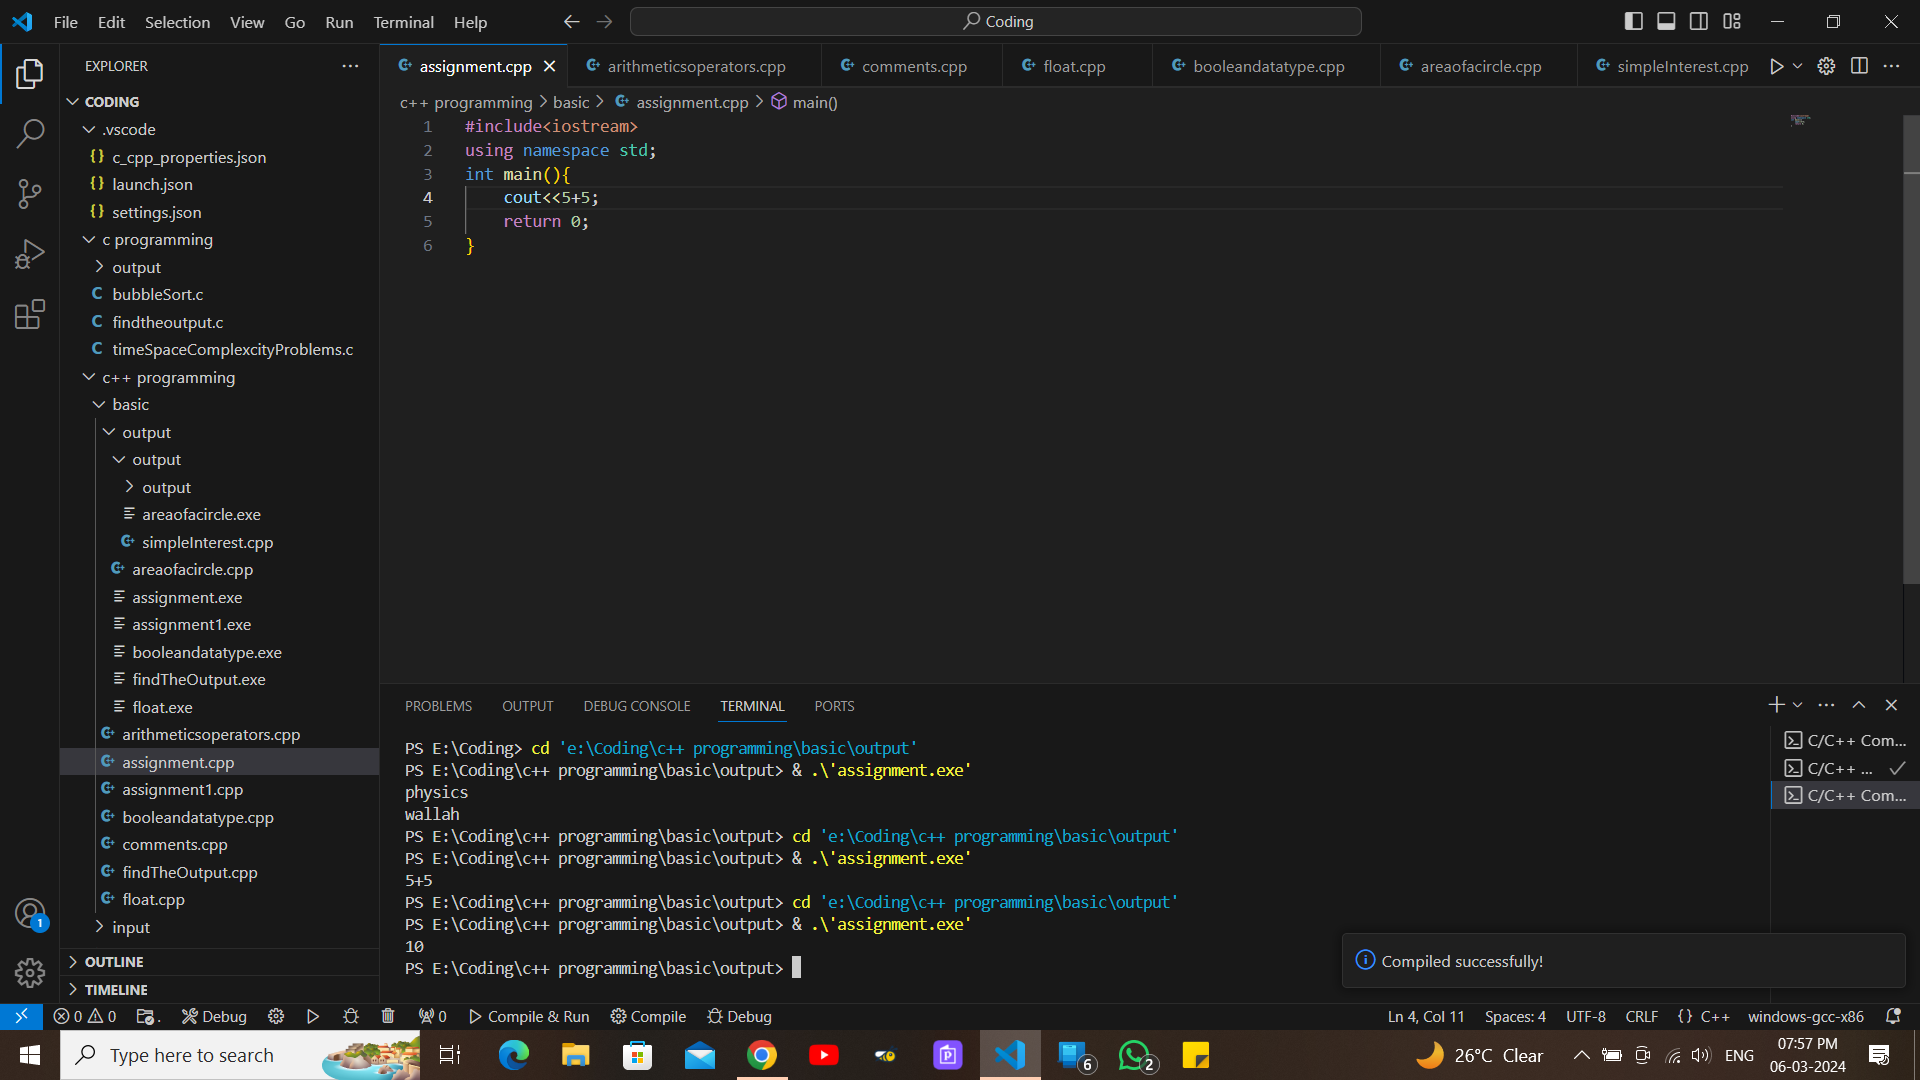 File Edit Selection View Go Run Terminal Help
Coding
EXPLORER
CODING
.vscode
c_cpp_properties.json
launch.json
settings.json
c programming
output
bubbleSort.c
findtheoutput.c
timeSpaceComplexcityProblems.c
c++ programming
basic
output
output
output
areaofacircle.exe
simpleInterest.cpp
areaofacircle.cpp
assignment.exe
assignment1.exe
booleandatatype.exe
findTheOutput.exe
float.exe
arithmeticsoperators.cpp
assignment.cpp
assignment1.cpp
booleandatatype.cpp
comments.cpp
findTheOutput.cpp
float.cpp
input
OUTLINE
TIMELINE
assignment.cpp arithmeticsoperators.cpp comments.cpp float.cpp booleandatatype.cpp areaofacircle.cpp simpleInterest.cpp
c++ programming > basic > assignment.cpp > main()
1 #include<iostream>
2 using namespace std;
3 int main(){
4 cout<<5+5;
5 return 0;
6 }
PROBLEMS OUTPUT DEBUG CONSOLE TERMINAL PORTS
PS E:\Coding> cd 'e:\Coding\c++ programming\basic\output'
PS E:\Coding\c++ programming\basic\output> & .\'assignment.exe'
physics
wallah
PS E:\Coding\c++ programming\basic\output> cd 'e:\Coding\c++ programming\basic\output'
PS E:\Coding\c++ programming\basic\output> & .\'assignment.exe'
5+5
PS E:\Coding\c++ programming\basic\output> cd 'e:\Coding\c++ programming\basic\output'
PS E:\Coding\c++ programming\basic\output> & .\'assignment.exe'
10
PS E:\Coding\c++ programming\basic\output>
C/C++ Com...
C/C++ ...
C/C++ Com...
Compiled successfully!
1
0 0 . Debug 0 Compile & Run Compile Debug Ln 4, Col 11 Spaces: 4 UTF-8 CRLF {} C++ windows-gcc-x86
Type here to search
6
2
26°C Clear
ENG
07:57 PM
06-03-2024